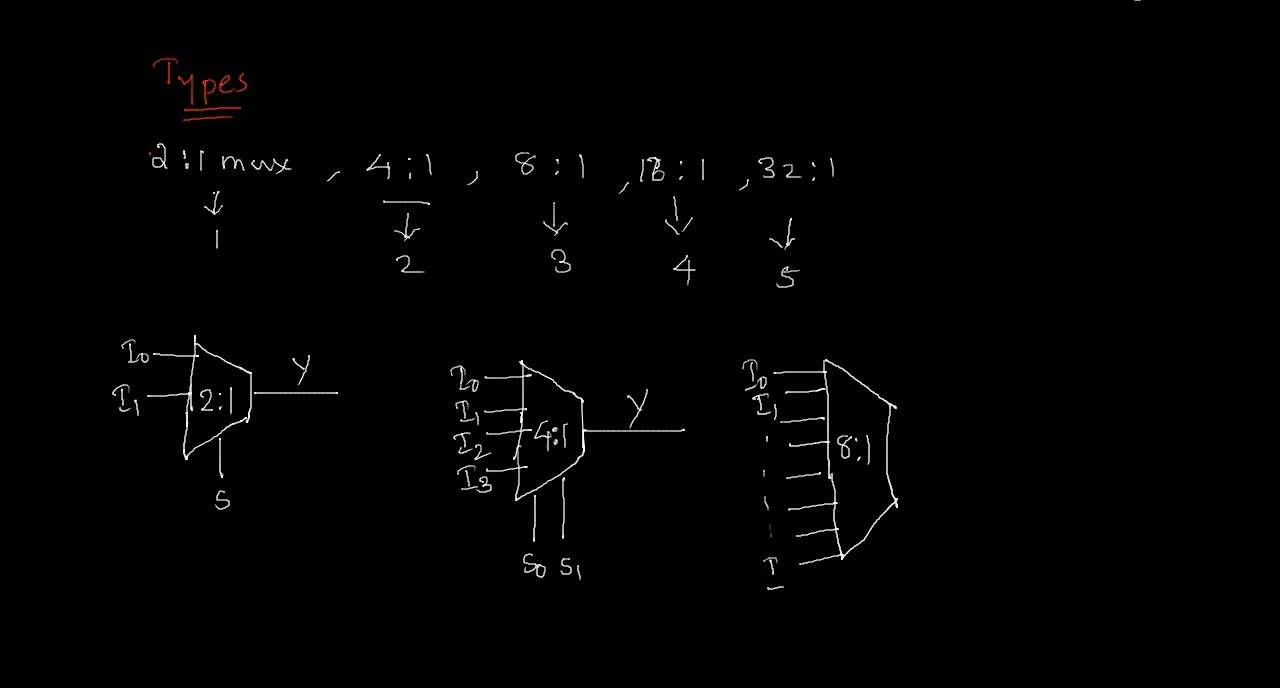 Types
2:1 mux , 4:1 , 8:1 , 16:1 , 32:1
1 2 3 4 5
I0 Y
I1 2:1
S
I0 Y
I1
I2 4:1
I3
S0 S1
I0
I1
8:1
I